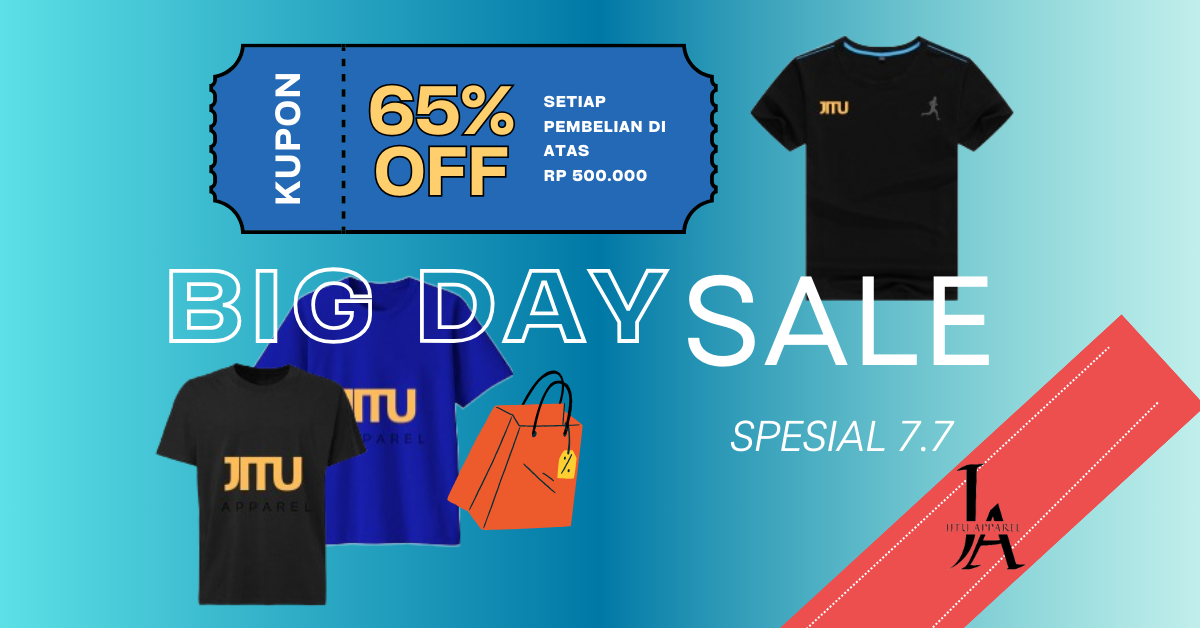 KUPON
65%
OFF
SETIAP
PEMBELIAN DI
ATAS
RP 500.000
JITU
BIG DAY SALE
JITU
APPAREL
JITU
APPAREL
SPESIAL 7.7
JA
JITU APPAREL